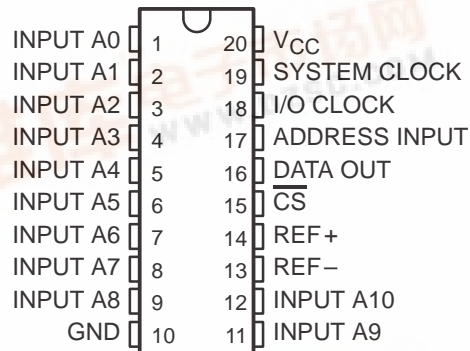 INPUT A0 1 20 VCC
INPUT A1 2 19 SYSTEM CLOCK
INPUT A2 3 18 I/O CLOCK
INPUT A3 4 17 ADDRESS INPUT
INPUT A4 5 16 DATA OUT
INPUT A5 6 15 CS
INPUT A6 7 14 REF+
INPUT A7 8 13 REF–
INPUT A8 9 12 INPUT A10
GND 10 11 INPUT A9